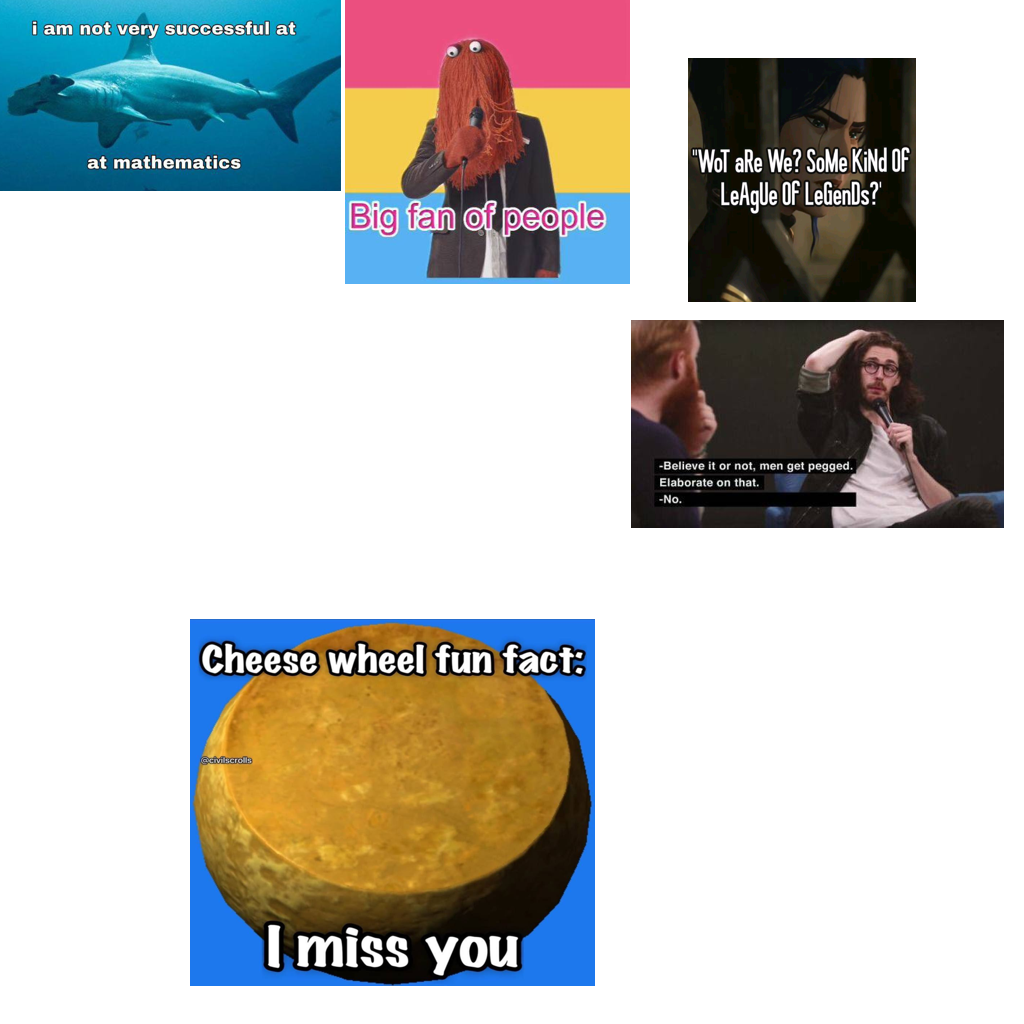 i am not very successful at
at mathematics
Big fan of people
"WoT aRe We? SoMe KiNd Of
LeAgUe Of LeGenDs?'
-Believe it or not, men get pegged.
Elaborate on that.
-No.
Cheese wheel fun fact:
@civilscrolls
I miss you